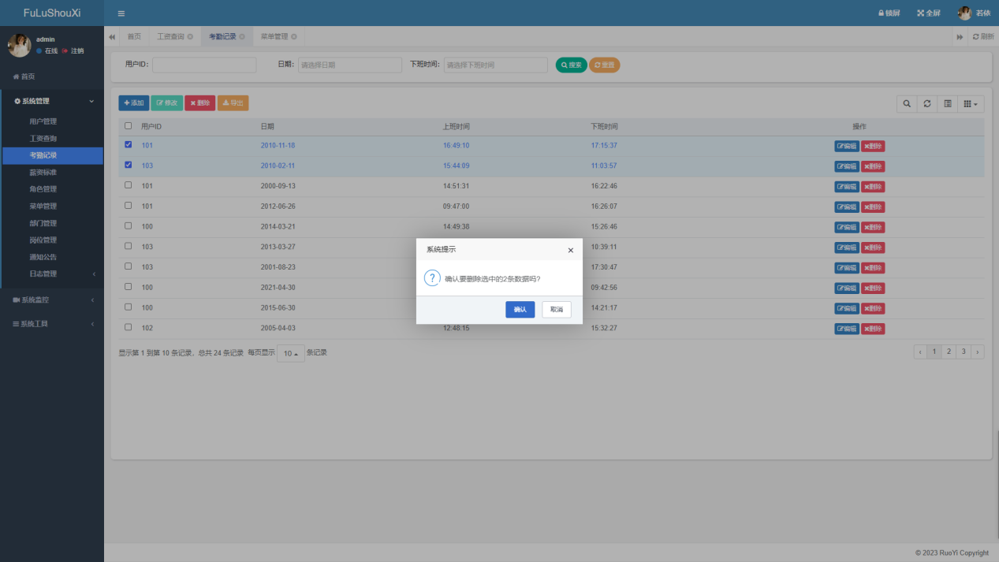 FuLuShouXi
锁屏 全屏 若依
admin
在线 注销
首页 工资查询 考勤记录 菜单管理 刷新
首页
系统管理
用户管理
工资查询
考勤记录
薪资标准
角色管理
菜单管理
部门管理
岗位管理
通知公告
日志管理
系统监控
系统工具
用户ID: 日期: 请选择日期 下班时间: 请选择下班时间 搜索 重置
添加 修改 删除 导出
用户ID 日期 上班时间 下班时间 操作
101 2010-11-18 16:49:10 17:15:37 编辑 删除
103 2010-02-11 15:44:09 11:03:57 编辑 删除
101 2000-09-13 14:51:31 16:22:46 编辑 删除
101 2012-06-26 09:47:00 16:26:07 编辑 删除
100 2014-03-21 14:49:38 15:26:46 编辑 删除
103 2013-03-27 10:39:11 编辑 删除
103 2001-08-23 17:30:47 编辑 删除
100 2021-04-30 09:42:56 编辑 删除
100 2015-06-30 14:21:17 编辑 删除
102 2005-04-03 12:48:15 15:32:27 编辑 删除
系统提示
确认要删除选中的2条数据吗?
确认 取消
显示第 1 到第 10 条记录，总共 24 条记录 每页显示 10 条记录
‹ 1 2 3 ›
© 2023 RuoYi Copyright